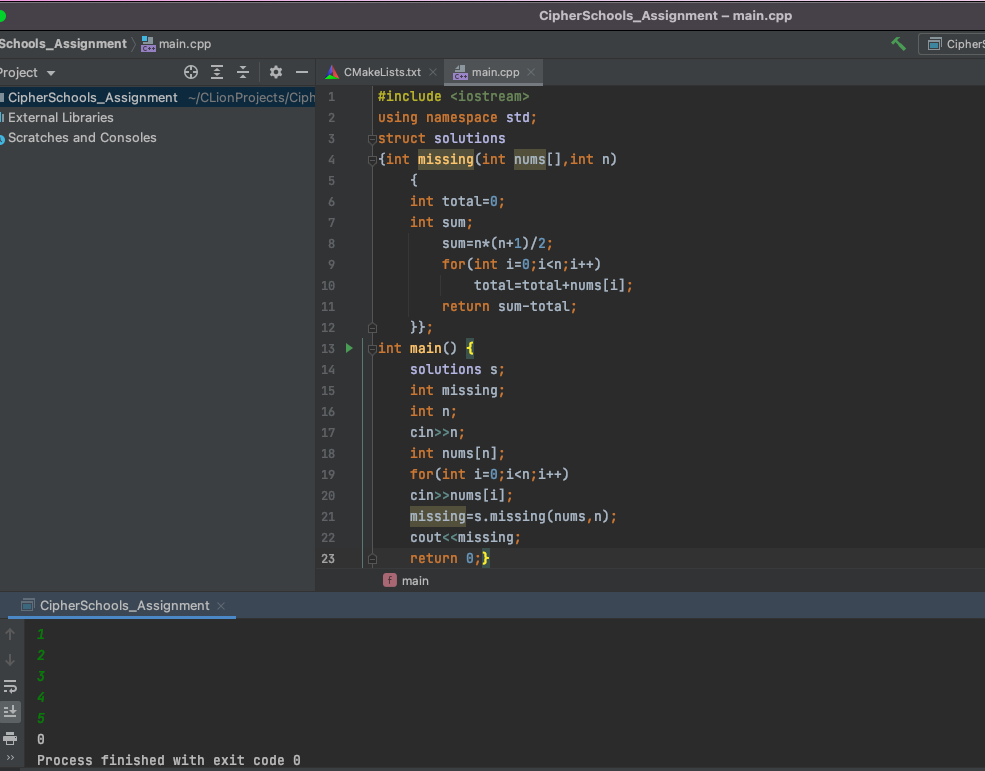 CipherSchools_Assignment – main.cpp
Schools_Assignment main.cpp
CipherS
Project
CMakeLists.txt
main.cpp
CipherSchools_Assignment ~/CLionProjects/Ciph
External Libraries
Scratches and Consoles
1 #include <iostream>
2 using namespace std;
3 struct solutions
4 {int missing(int nums[],int n)
5 {
6 int total=0;
7 int sum;
8 sum=n*(n+1)/2;
9 for(int i=0;i<n;i++)
10 total=total+nums[i];
11 return sum-total;
12 }};
13 int main() {
14 solutions s;
15 int missing;
16 int n;
17 cin>>n;
18 int nums[n];
19 for(int i=0;i<n;i++)
20 cin>>nums[i];
21 missing=s.missing(nums,n);
22 cout<<missing;
23 return 0;}
f main
CipherSchools_Assignment
1
2
3
4
5
0
Process finished with exit code 0